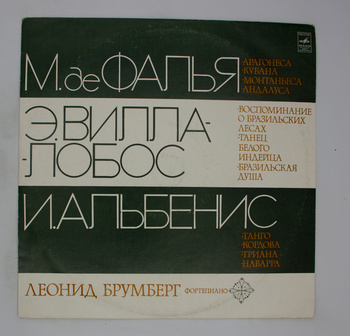 М. де ФАЛЬЯ
АРАГОНЕСА
·КУБАНА
·МОНТАНЬЕСА
·АНДАЛУСА
Э. ВИЛЛА-
-ЛОБОС
ВОСПОМИНАНИЕ
О БРАЗИЛЬСКИХ
ЛЕСАХ
·ТАНЕЦ
БЕЛОГО
ИНДЕЙЦА
·БРАЗИЛЬСКАЯ
ДУША
И. АЛЬБЕНИС
ТАНГО
·КОРДОВА
·ТРИАНА
·НАВАРРА
ЛЕОНИД БРУМБЕРГ ФОРТЕПИАНО